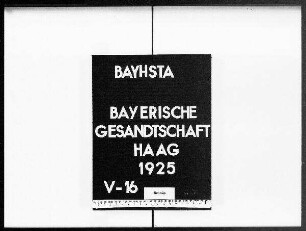 BAYHSTA
BAYERISCHE
GESANDTSCHAFT
HAAG
1925
V-16